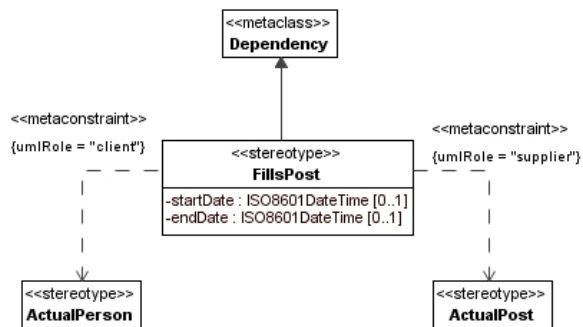 <<metaclass>>
Dependency
<<metaconstraint>>
{umlRole = "client"}
<<metaconstraint>>
{umlRole = "supplier"}
<<stereotype>>
FillsPost
-startDate : ISO8601DateTime [0..1]
-endDate : ISO8601DateTime [0..1]
<<stereotype>>
ActualPerson
<<stereotype>>
ActualPost